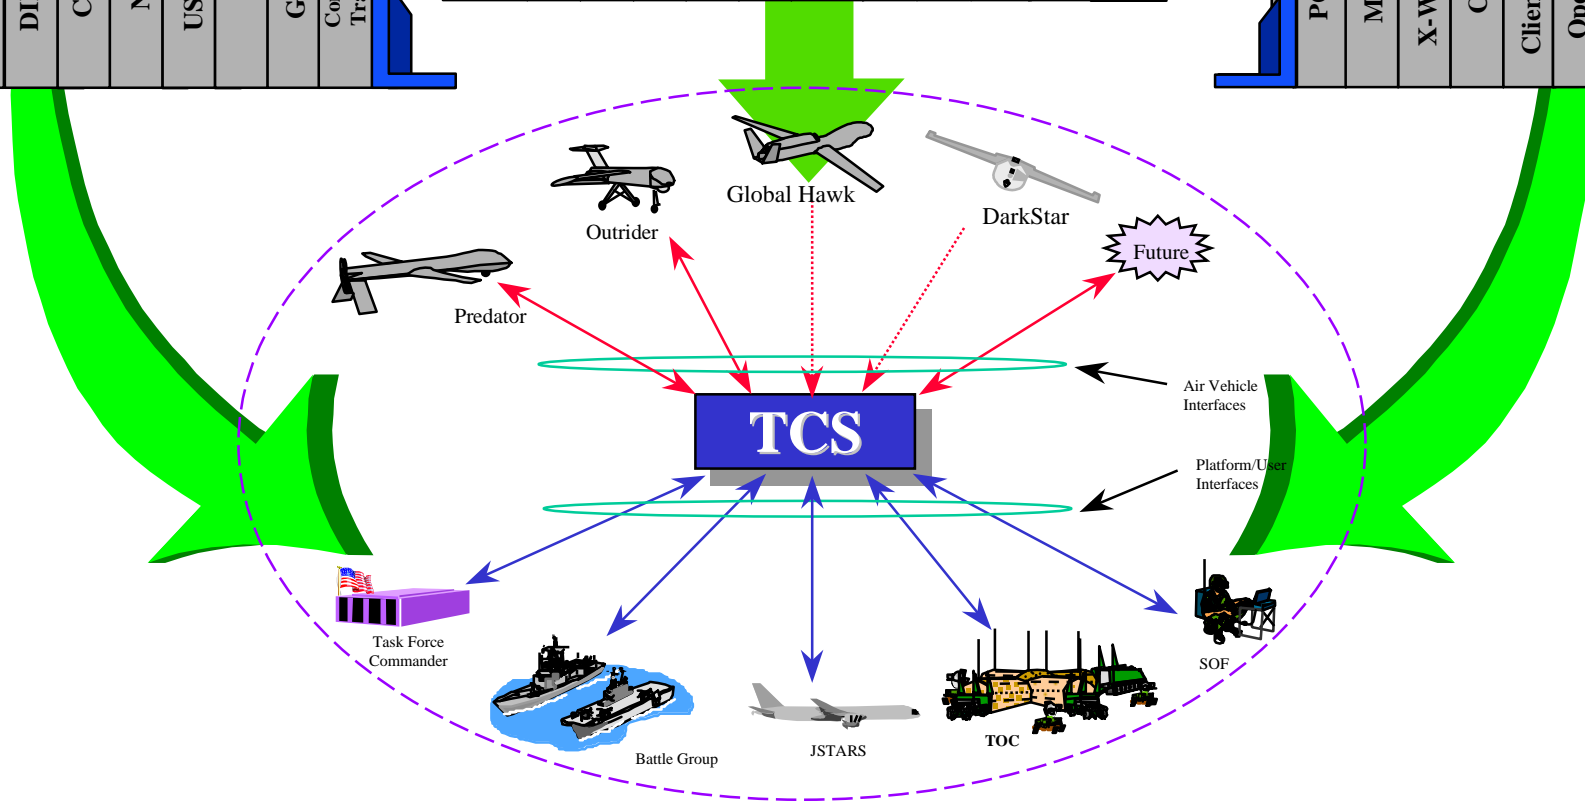 US
Global Hawk
DarkStar
Outrider
Future
Predator
Air Vehicle
Interfaces
TCS
Platform/User
Interfaces
Task Force
Commander
SOF
TOC
JSTARS
Battle Group